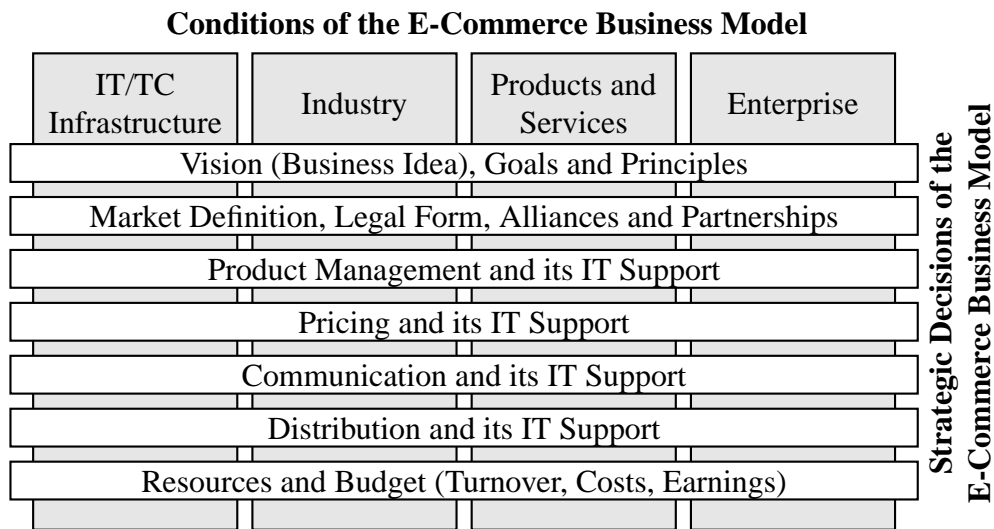 Conditions of the E-Commerce Business Model
IT/TC
Infrastructure
Industry
Products and
Services
Enterprise
Vision (Business Idea), Goals and Principles
Market Definition, Legal Form, Alliances and Partnerships
Product Management and its IT Support
Pricing and its IT Support
Communication and its IT Support
Distribution and its IT Support
Resources and Budget (Turnover, Costs, Earnings)
Strategic Decisions of the
E-Commerce Business Model